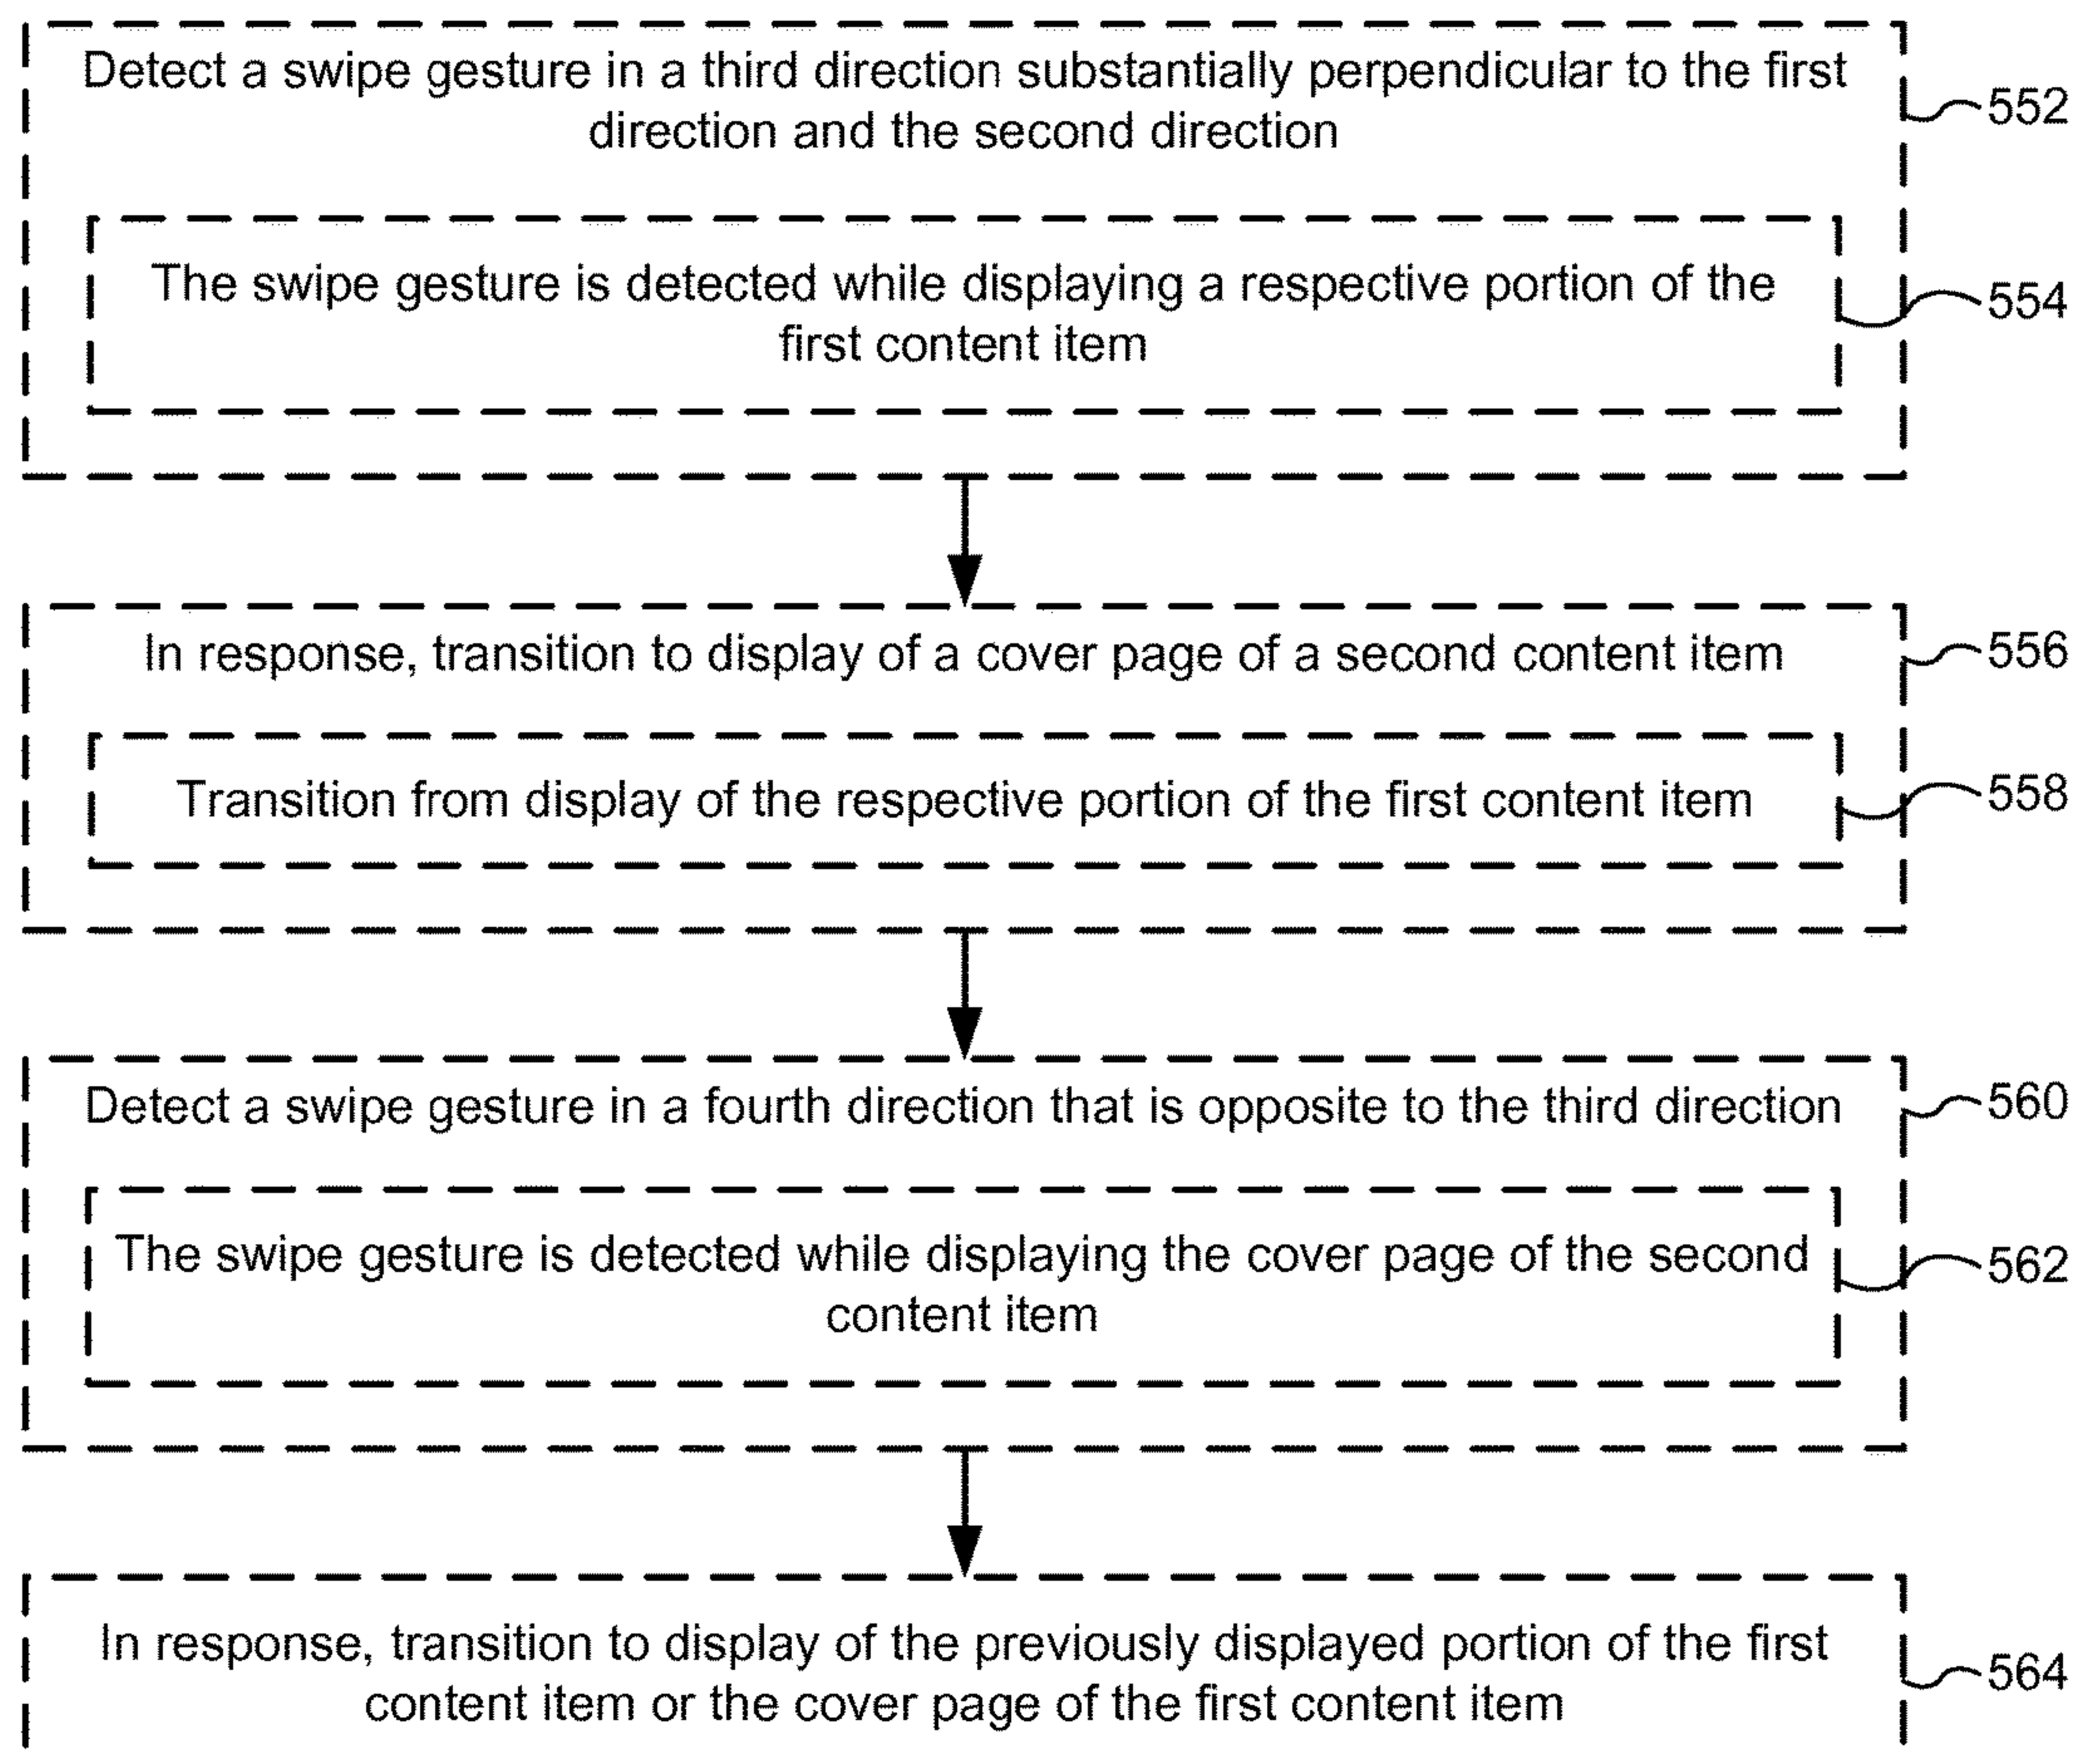 Detect a swipe gesture in a third direction substantially perpendicular to the first
direction and the second direction
552
The swipe gesture is detected while displaying a respective portion of the
first content item
554
In response, transition to display of a cover page of a second content item
556
Transition from display of the respective portion of the first content item
558
Detect a swipe gesture in a fourth direction that is opposite to the third direction
560
The swipe gesture is detected while displaying the cover page of the second
content item
562
In response, transition to display of the previously displayed portion of the first
content item or the cover page of the first content item
564